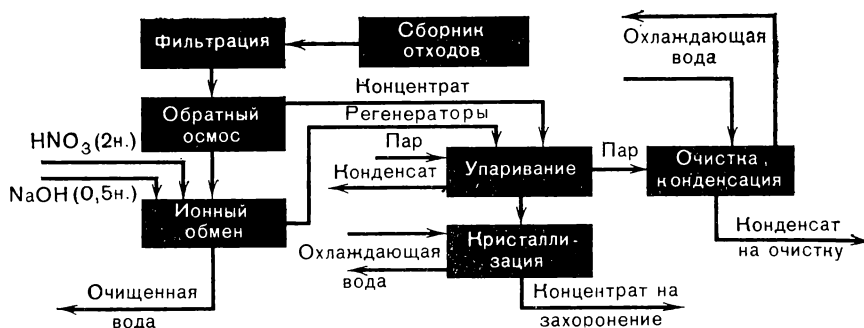 Фильтрация
Сборник
отходов
Охлаждающая
вода
Концентрат
Обратный
осмос
Регенераторы
HNO₃(2н.)
Пар
Упаривание
Пар
Очистка,
конденсация
Конденсат
NaOH(0,5н.)
Ионный
обмен
Кристалли-
зация
Конденсат
на очистку
Охлаждающая
вода
Очищенная
вода
Концентрат на
захоронение